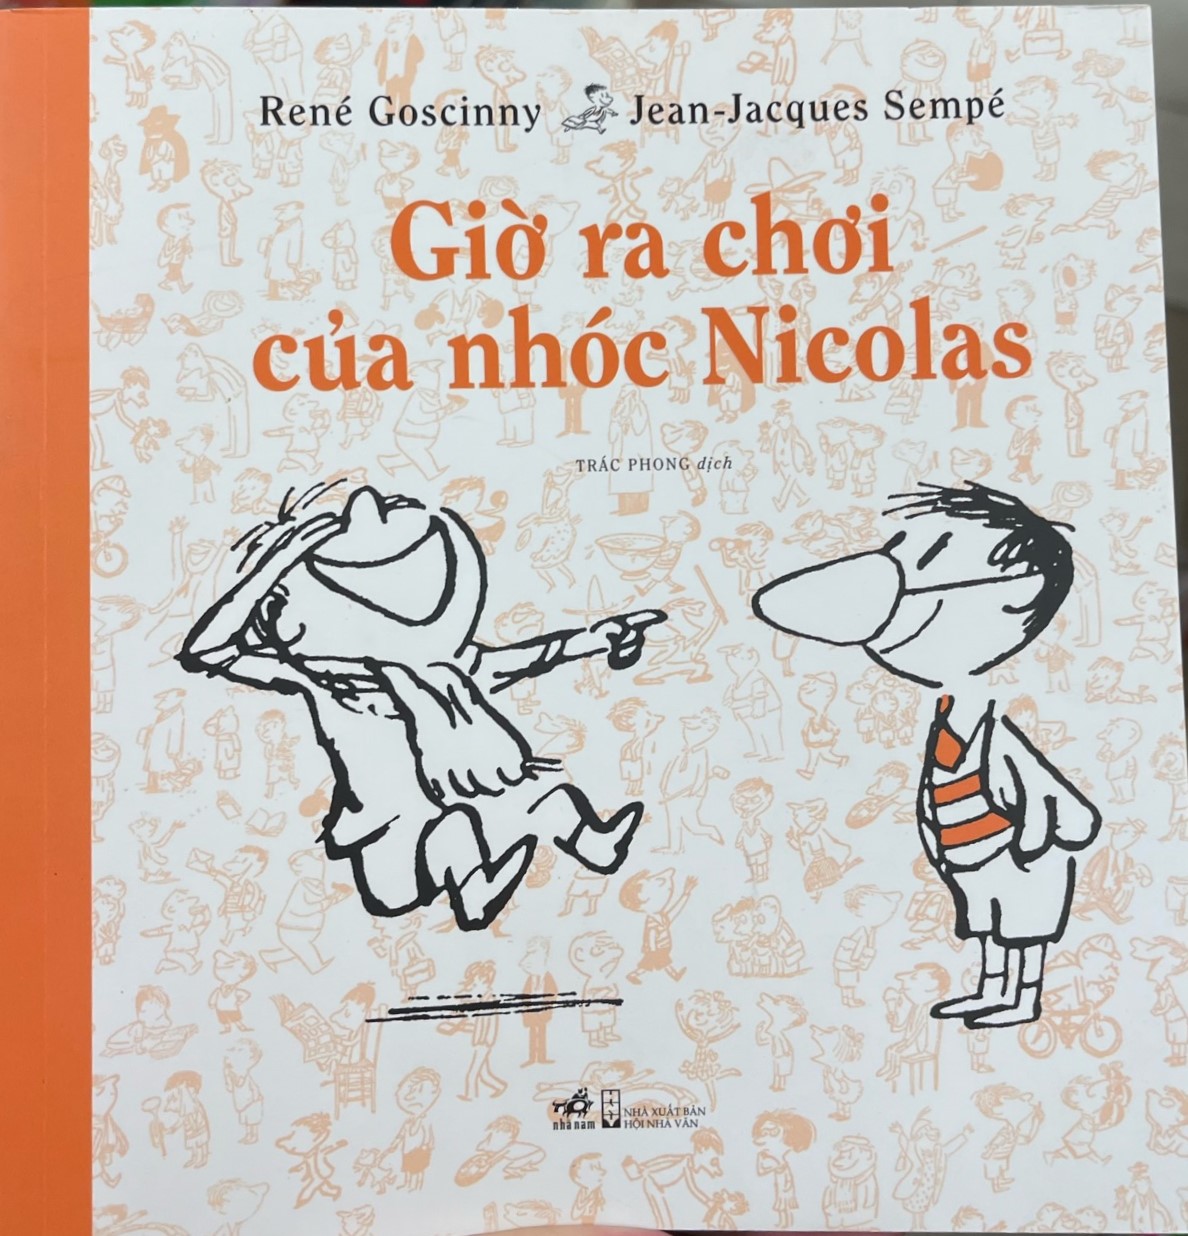 René Goscinny Jean-Jacques Sempé
Giờ ra chơi
của nhóc Nicolas
TRÁC PHONG dịch
nhã nam
NHÀ XUẤT BẢN
HỘI NHÀ VĂN